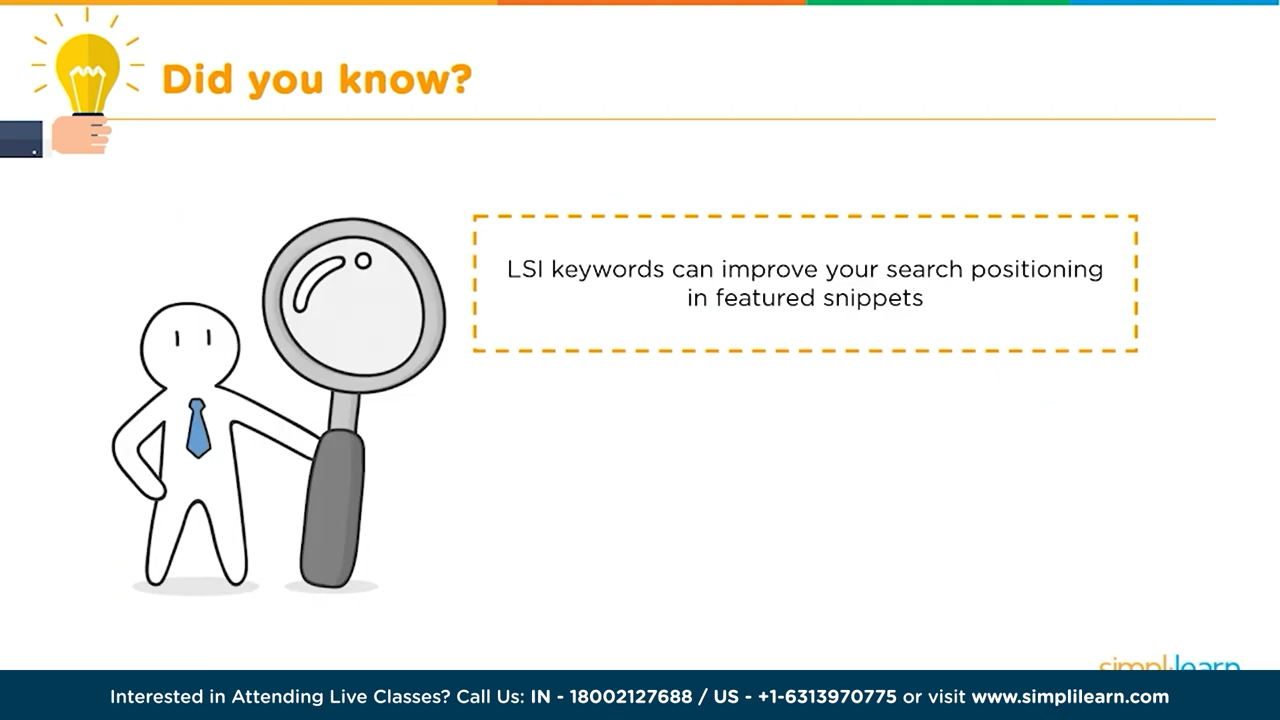 Did you know?
LSI keywords can improve your search positioning
in featured snippets
simplilearn
Interested in Attending Live Classes? Call Us: IN - 18002127688 / US - +1-6313970775 or visit www.simplilearn.com